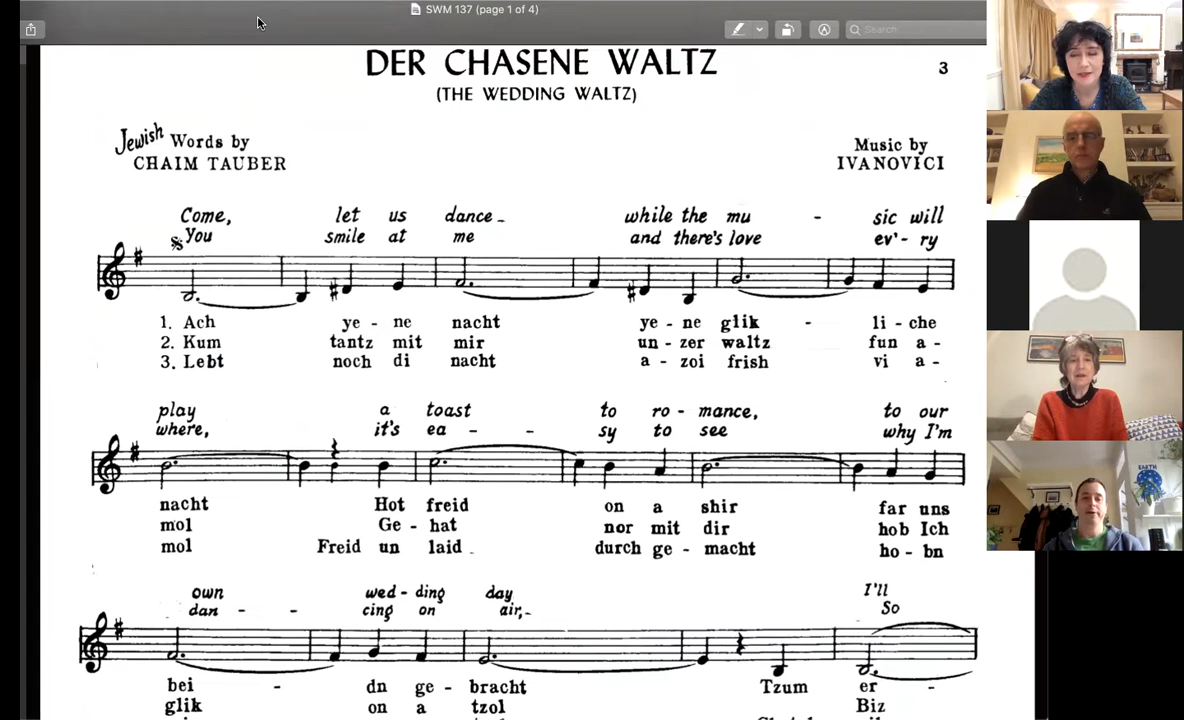 SWM 137 (page 1 of 4)
Search
DER CHASENE WALTZ
3
(THE WEDDING WALTZ)
Jewish Words by
CHAIM TAUBER
Music by
IVANOVICI
Come, let us dance - while the mu - sic will
You smile at me and there's love ev' - ry
1. Ach ye - ne nacht ye - ne glik - li - che
2. Kum tantz mit mir un - zer waltz fun a -
3. Lebt noch di nacht a - zoi frish vi a -
play a toast to ro - mance, to our
where, it's ea - - sy to see why I'm
nacht Hot freid on a shir far uns
mol Ge - hat nor mit dir hob Ich
mol Freid un laid - durch ge - macht ho - bn
own wed - ding day I'll
dan - - cing on air, - So
bei - dn ge - bracht Tzum er -
glik on a tzol Biz
EARTH